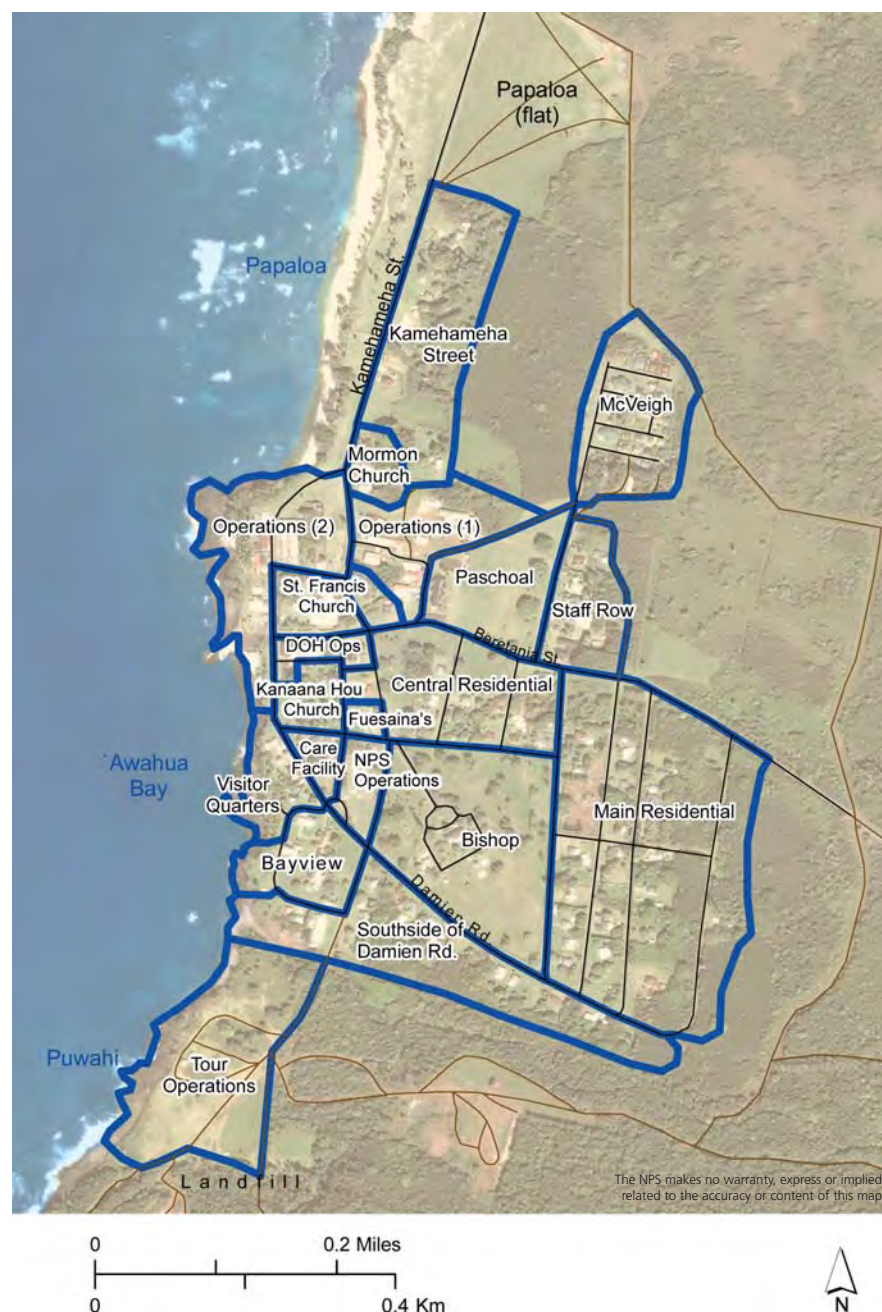 Papaloa
(flat)
Papaloa
Kamehameha St.
Kamehameha
Street
McVeigh
Mormon
Church
Operations (2)
Operations (1)
Paschoal
St. Francis
Church
Staff Row
Beretania St.
DOH Ops
Kanaana Hou
Church
Central Residential
Fuesaina's
Care
Facility
NPS
Operations
`Awahua
Bay
Visitor
Quarters
Main Residential
Bishop
Bayview
Damien Rd.
Southside of
Damien Rd.
Puwahi
Tour
Operations
Landfill
The NPS makes no warranty, express or implied
related to the accuracy or content of this map
0
0.2 Miles
0
0.4 Km
N